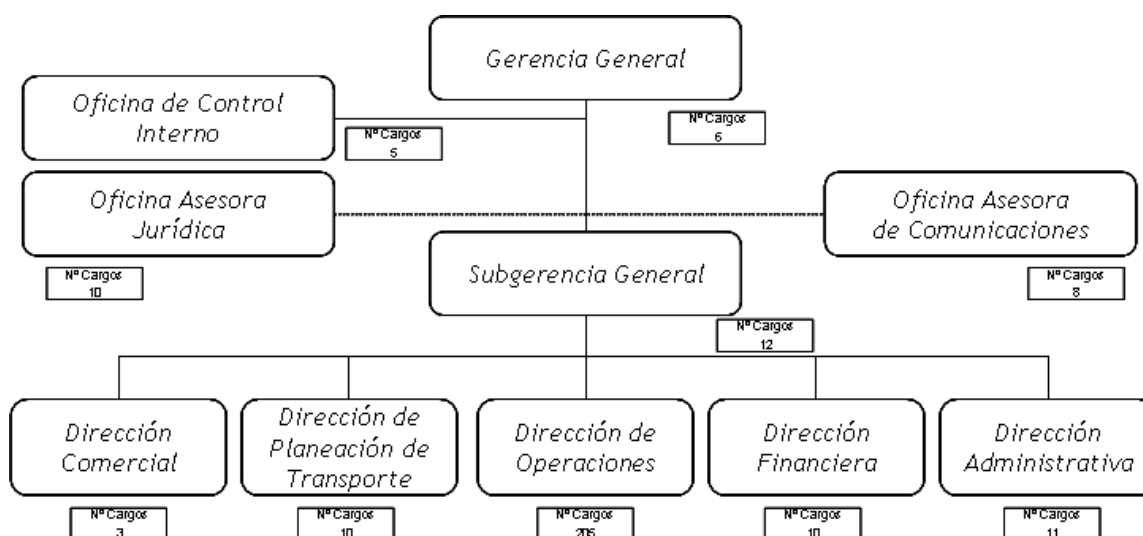 Gerencia General
Nº Cargos
6
Oficina de Control
Interno
Nº Cargos
5
Oficina Asesora
Jurídica
Nº Cargos
10
Oficina Asesora
de Comunicaciones
Nº Cargos
8
Subgerencia General
Nº Cargos
12
Dirección
Comercial
Nº Cargos
3
Dirección de
Planeación de
Transporte
Nº Cargos
10
Dirección de
Operaciones
Nº Cargos
205
Dirección
Financiera
Nº Cargos
10
Dirección
Administrativa
Nº Cargos
11